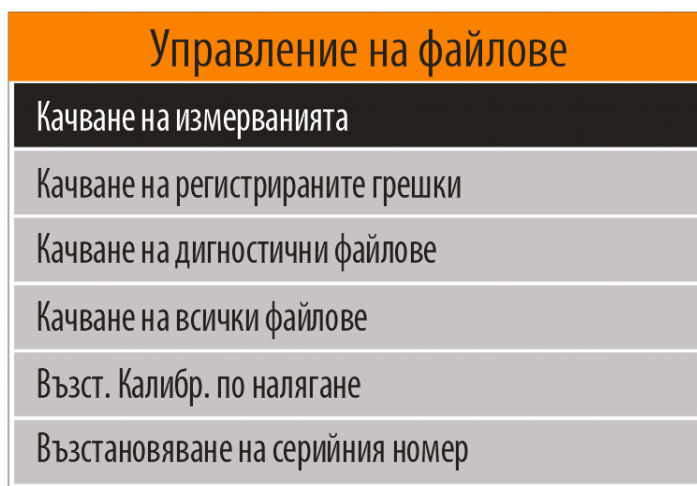 Управление на файлове
Качване на измерванията
Качване на регистрираните грешки
Качване на дигностични файлове
Качване на всички файлове
Възст. Калибр. по налягане
Възстановяване на серийния номер